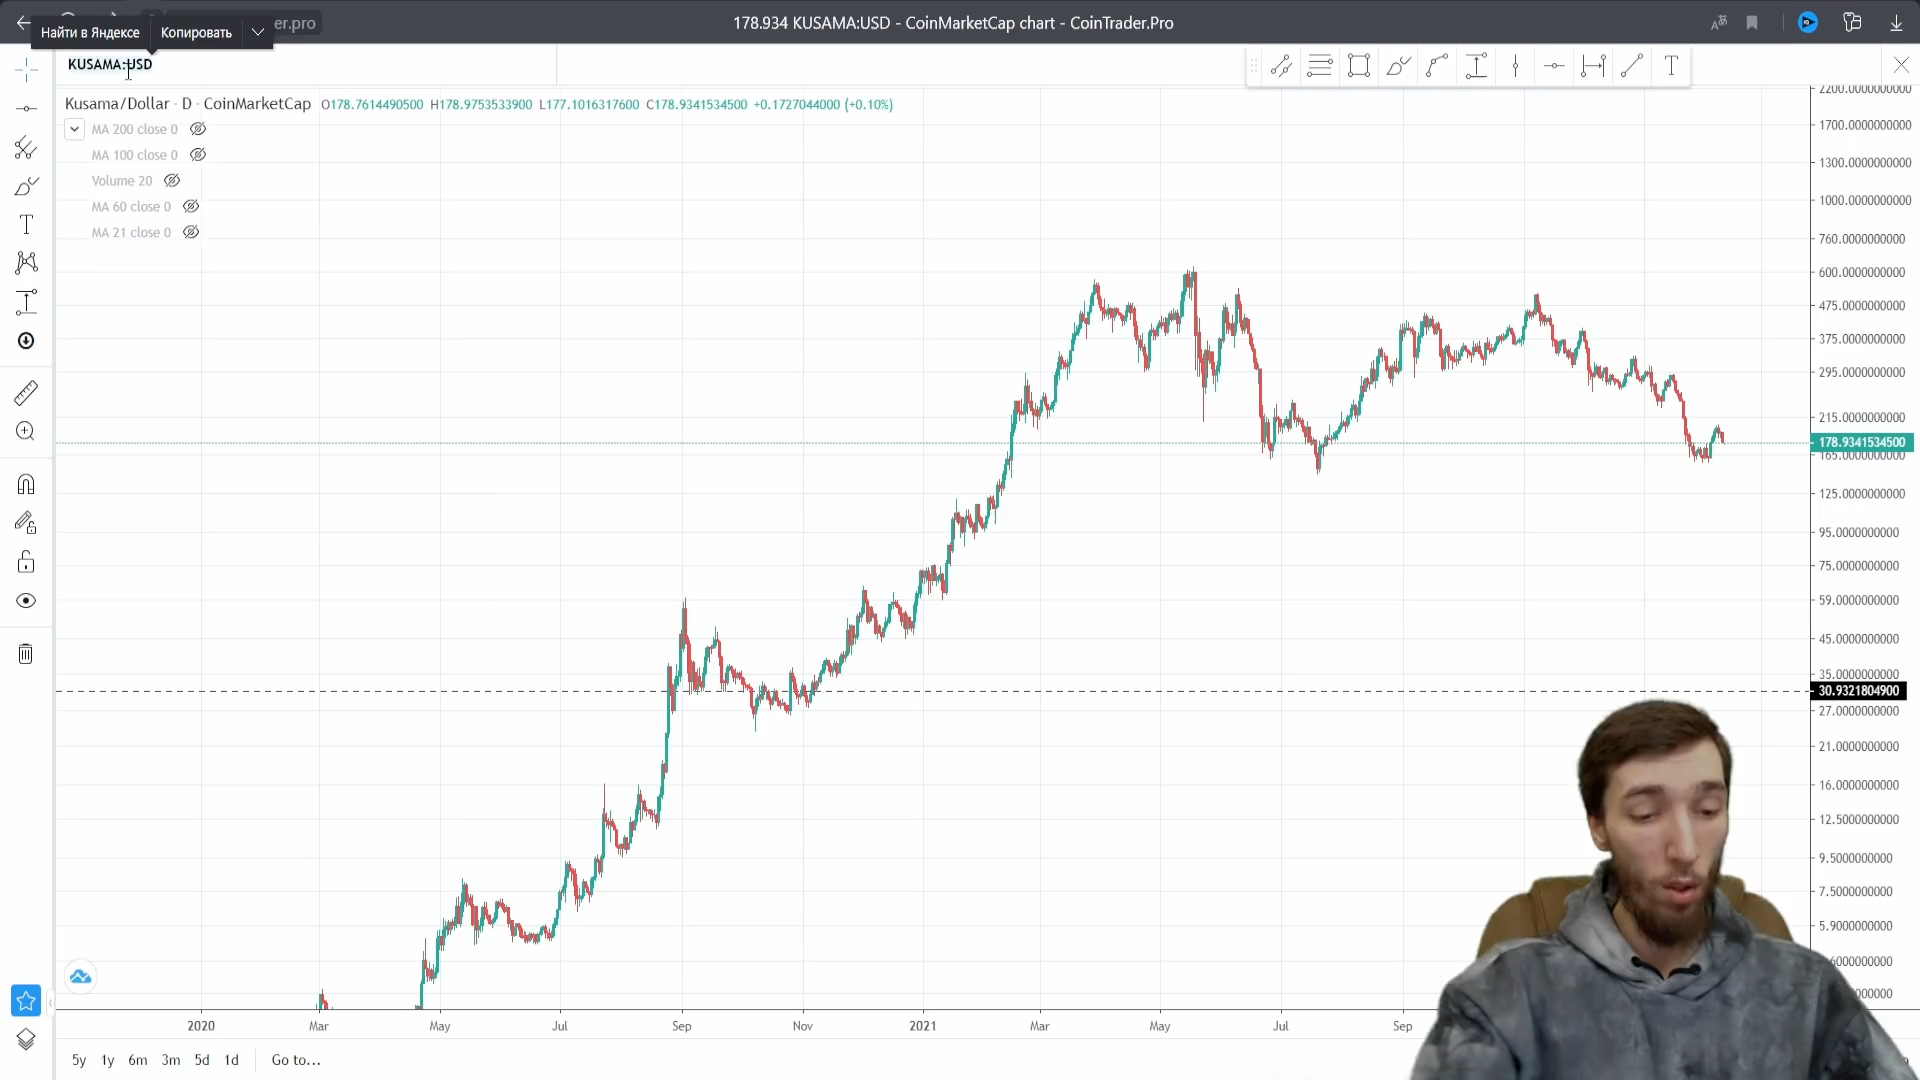 er.pro
178.934 KUSAMA:USD - CoinMarketCap chart - CoinTrader.Pro
Найти в Яндексе
Копировать
KUSAMA:USD
Kusama/Dollar · D · CoinMarketCap O178.7614490500 H178.9753533900 L177.1016317600 C178.9341534500 +0.1727044000 (+0.10%)
MA 200 close 0
MA 100 close 0
Volume 20
MA 60 close 0
MA 21 close 0
2200.0000000000
1700.0000000000
1300.0000000000
1000.0000000000
760.0000000000
600.0000000000
475.0000000000
375.0000000000
295.0000000000
215.0000000000
178.9341534500
165.0000000000
125.0000000000
95.0000000000
75.0000000000
59.0000000000
45.0000000000
35.0000000000
30.9321804900
27.0000000000
21.0000000000
16.0000000000
12.5000000000
9.5000000000
7.5000000000
5.9000000000
2020 Mar May Jul Sep Nov 2021 Mar May Jul Sep
5y 1y 6m 3m 5d 1d Go to...